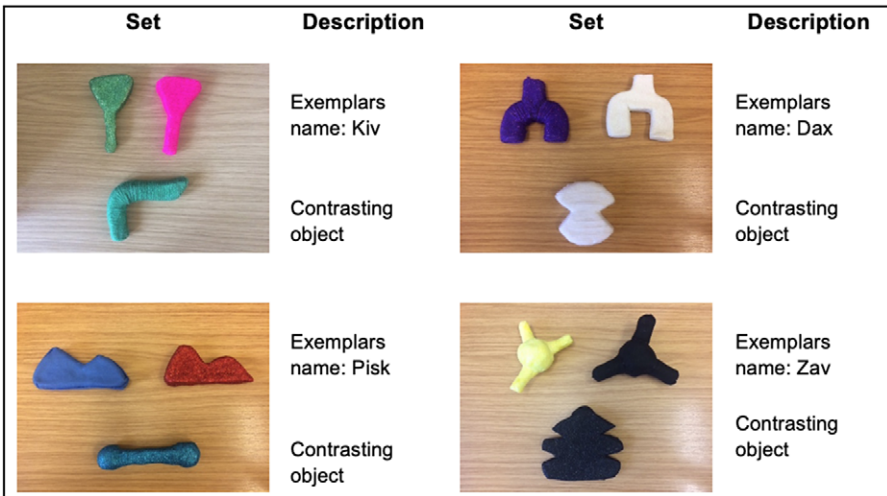 Set Description Set Description
Exemplars
name: Kiv
Contrasting
object
Exemplars
name: Dax
Contrasting
object
Exemplars
name: Pisk
Contrasting
object
Exemplars
name: Zav
Contrasting
object